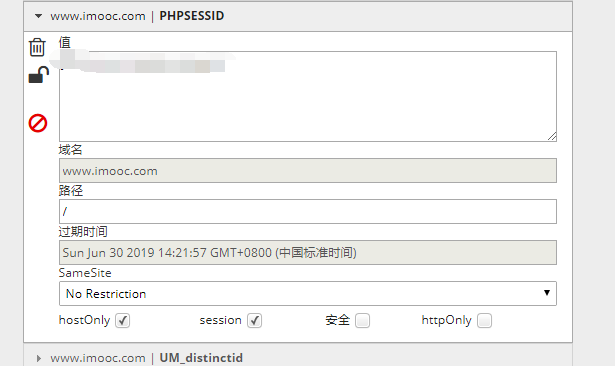 www.imooc.com | PHPSESSID
值
域名
www.imooc.com
路径
/
过期时间
Sun Jun 30 2019 14:21:57 GMT+0800 (中国标准时间)
SameSite
No Restriction
hostOnly session 安全 httpOnly
www.imooc.com | UM_distinctid